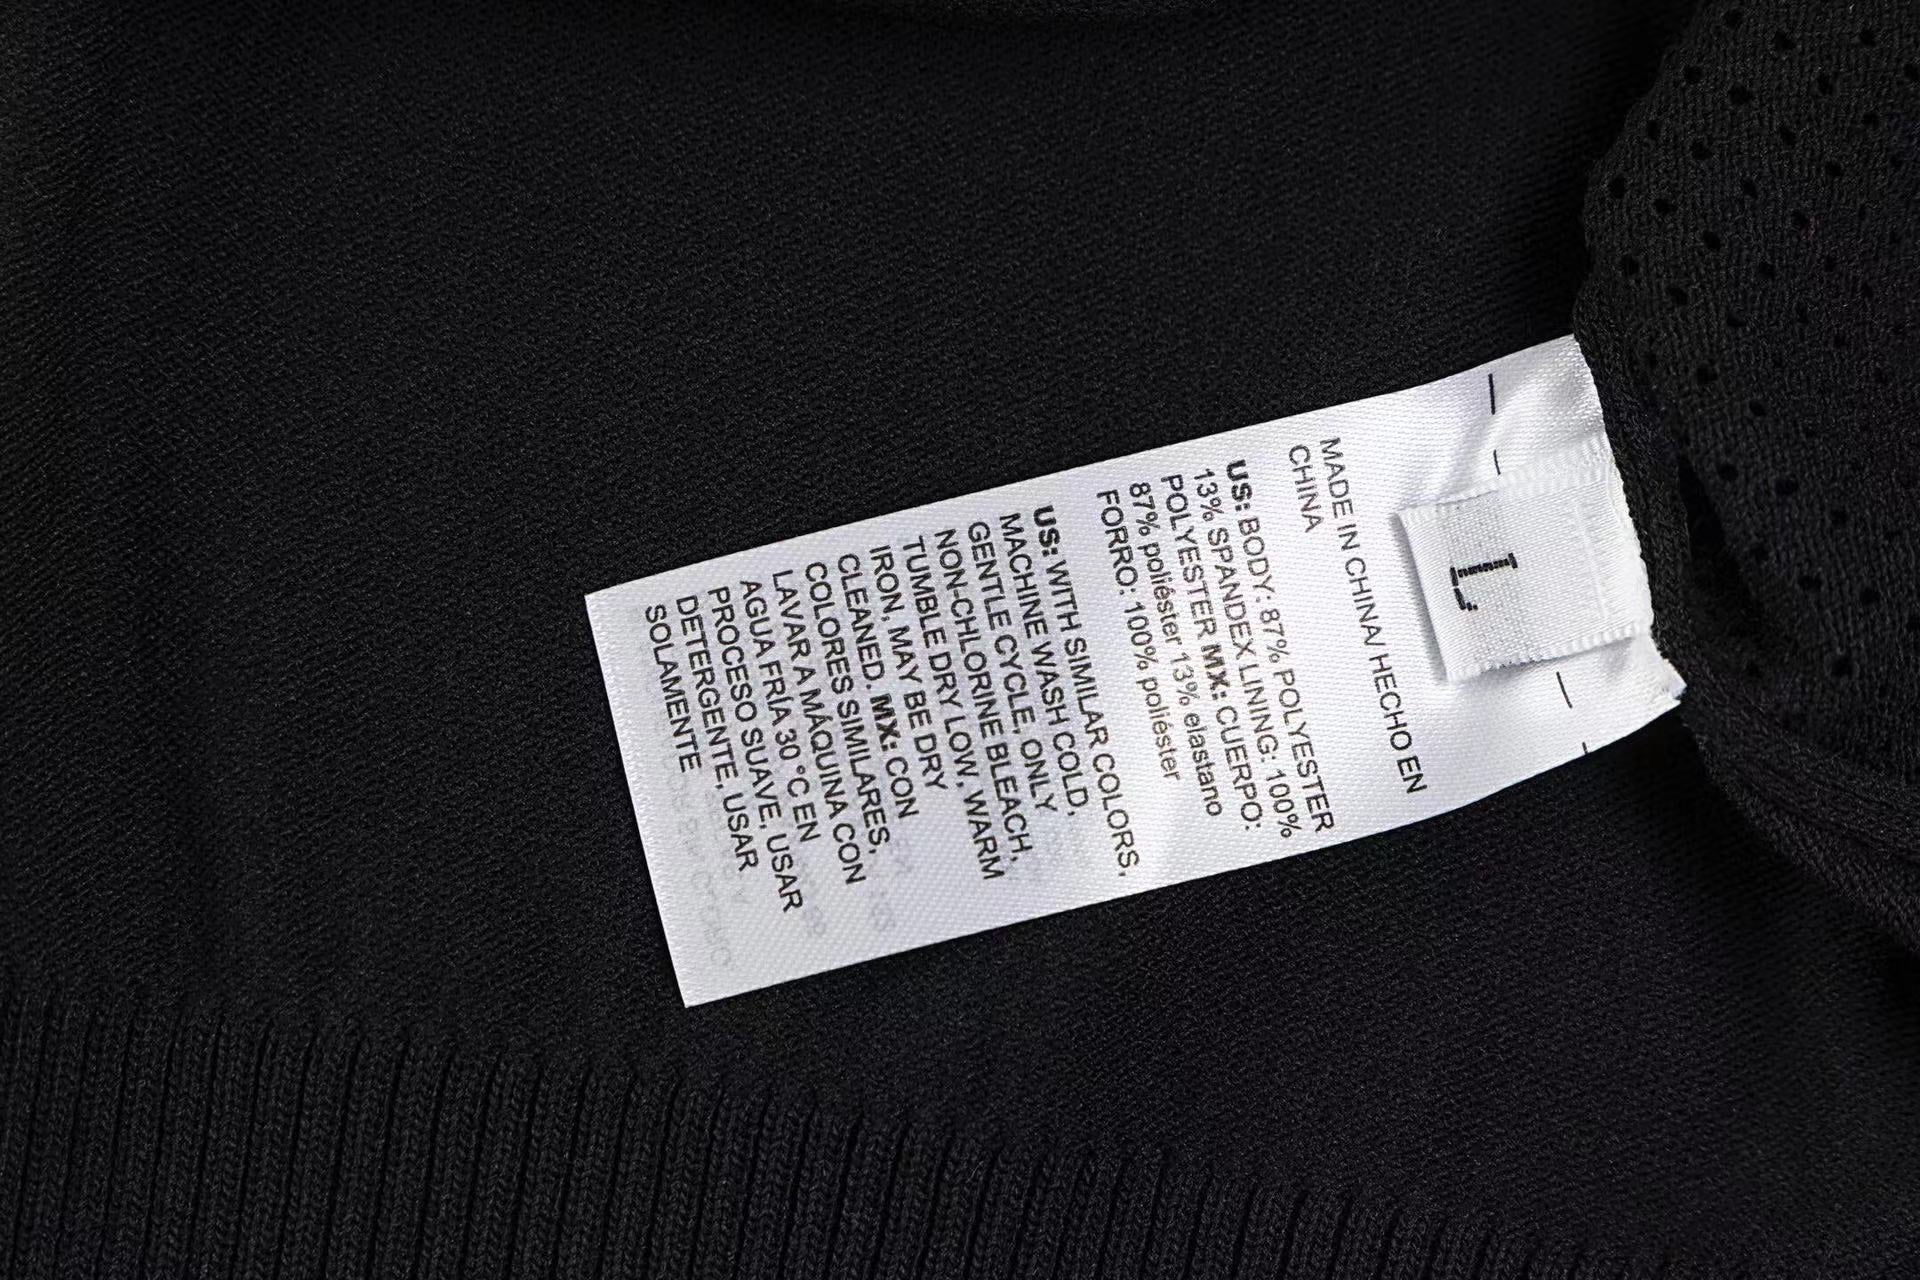 L
MADE IN CHINA/ HECHO EN
CHINA
US: BODY: 87% POLYESTER
13% SPANDEX LINING: 100%
POLYESTER MX: CUERPO:
87% poliéster 13% elastano
FORRO: 100% poliéster
US: WITH SIMILAR COLORS,
MACHINE WASH COLD,
GENTLE CYCLE, ONLY
NON-CHLORINE BLEACH,
TUMBLE DRY LOW, WARM
IRON, MAY BE DRY
CLEANED. MX: CON
COLORES SIMILARES,
LAVAR A MÁQUINA CON
AGUA FRÍA 30 °C EN
PROCESO SUAVE, USAR
DETERGENTE, USAR
SOLAMENTE